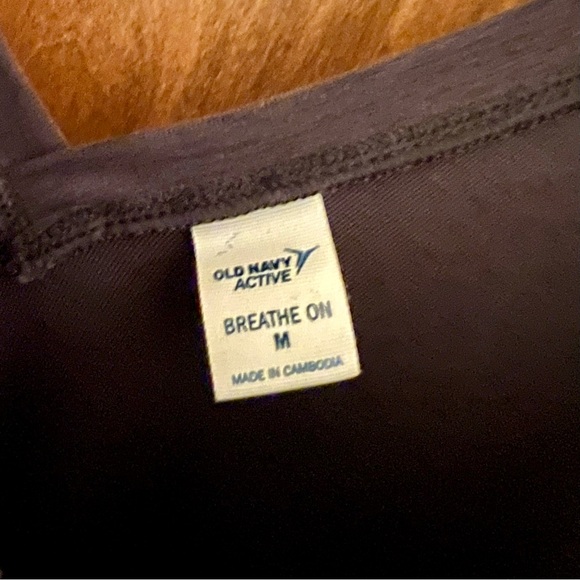 OLD NAVY
ACTIVE
BREATHE ON
M
MADE IN CAMBODIA